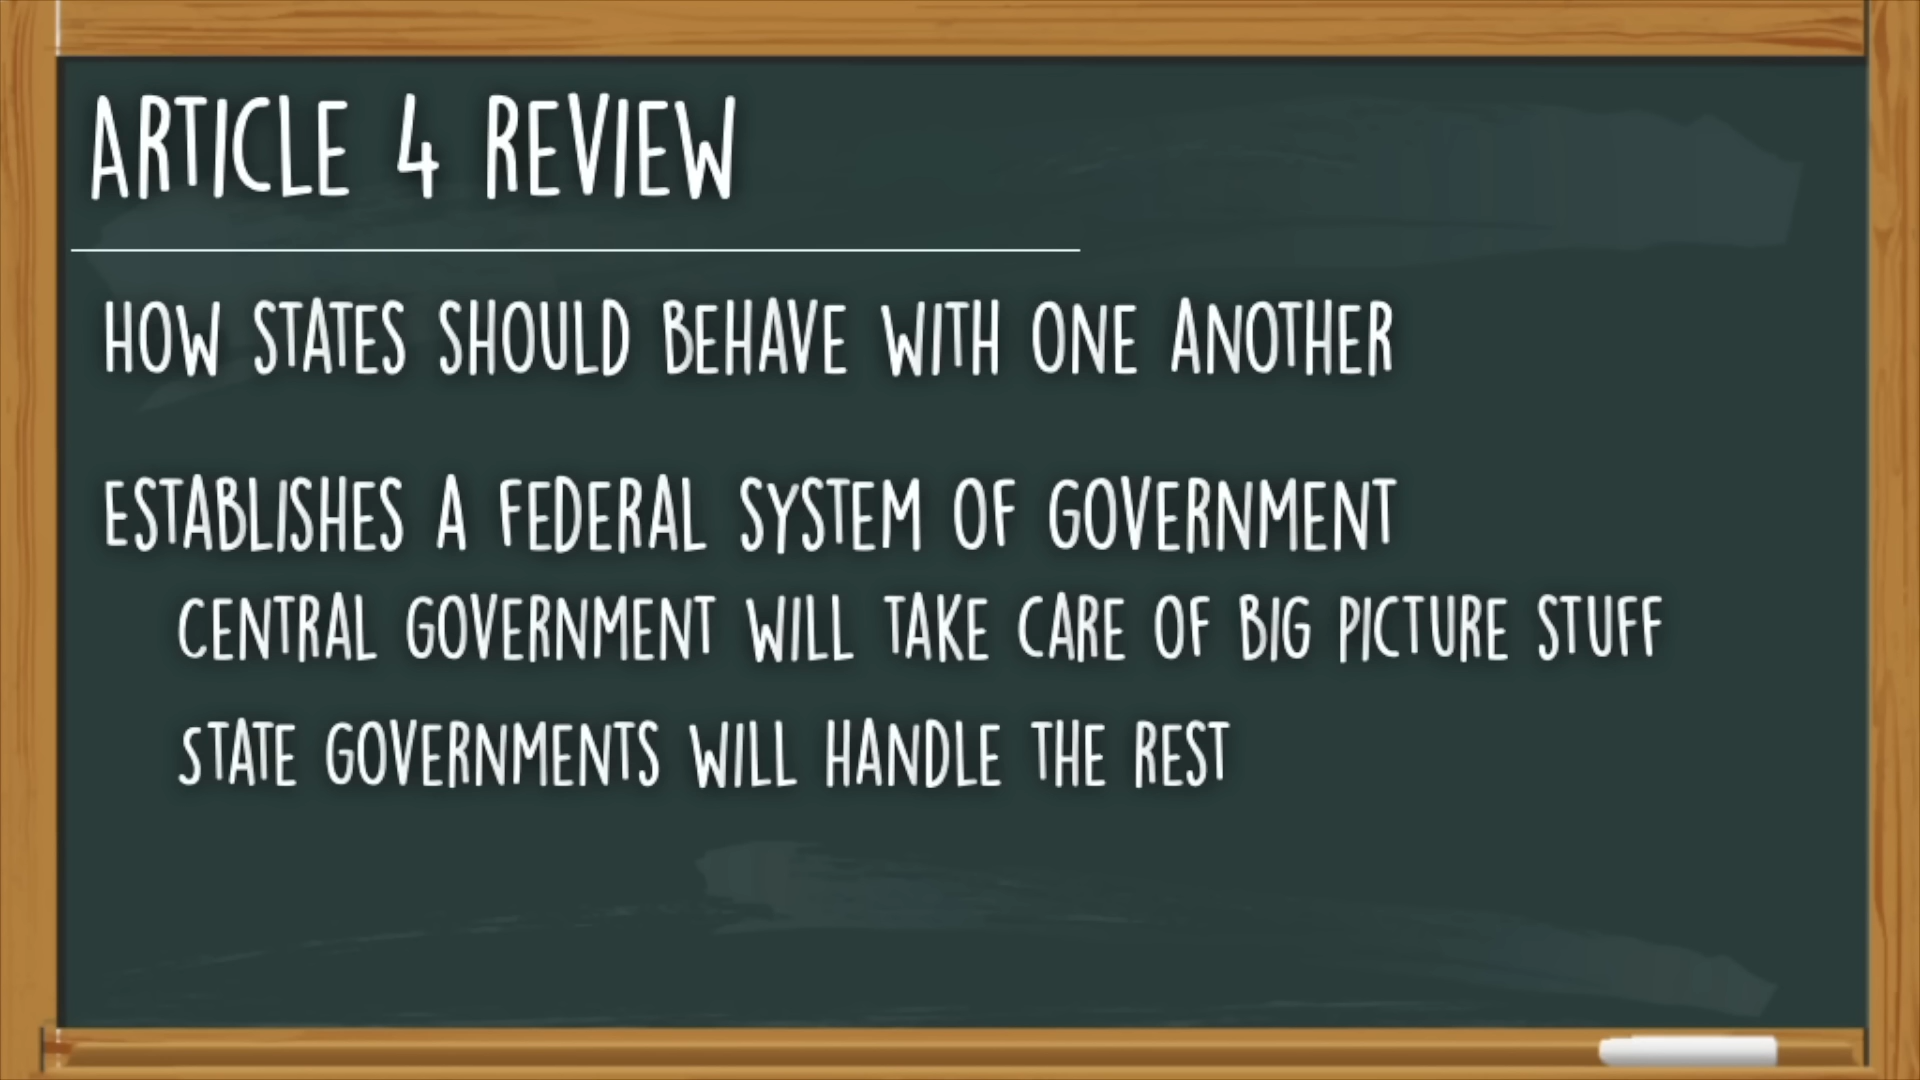 ARTICLE 4 REVIEW
HOW STATES SHOULD BEHAVE WITH ONE ANOTHER
ESTABLISHES A FEDERAL SYSTEM OF GOVERNMENT
CENTRAL GOVERNMENT WILL TAKE CARE OF BIG PICTURE STUFF
STATE GOVERNMENTS WILL HANDLE THE REST